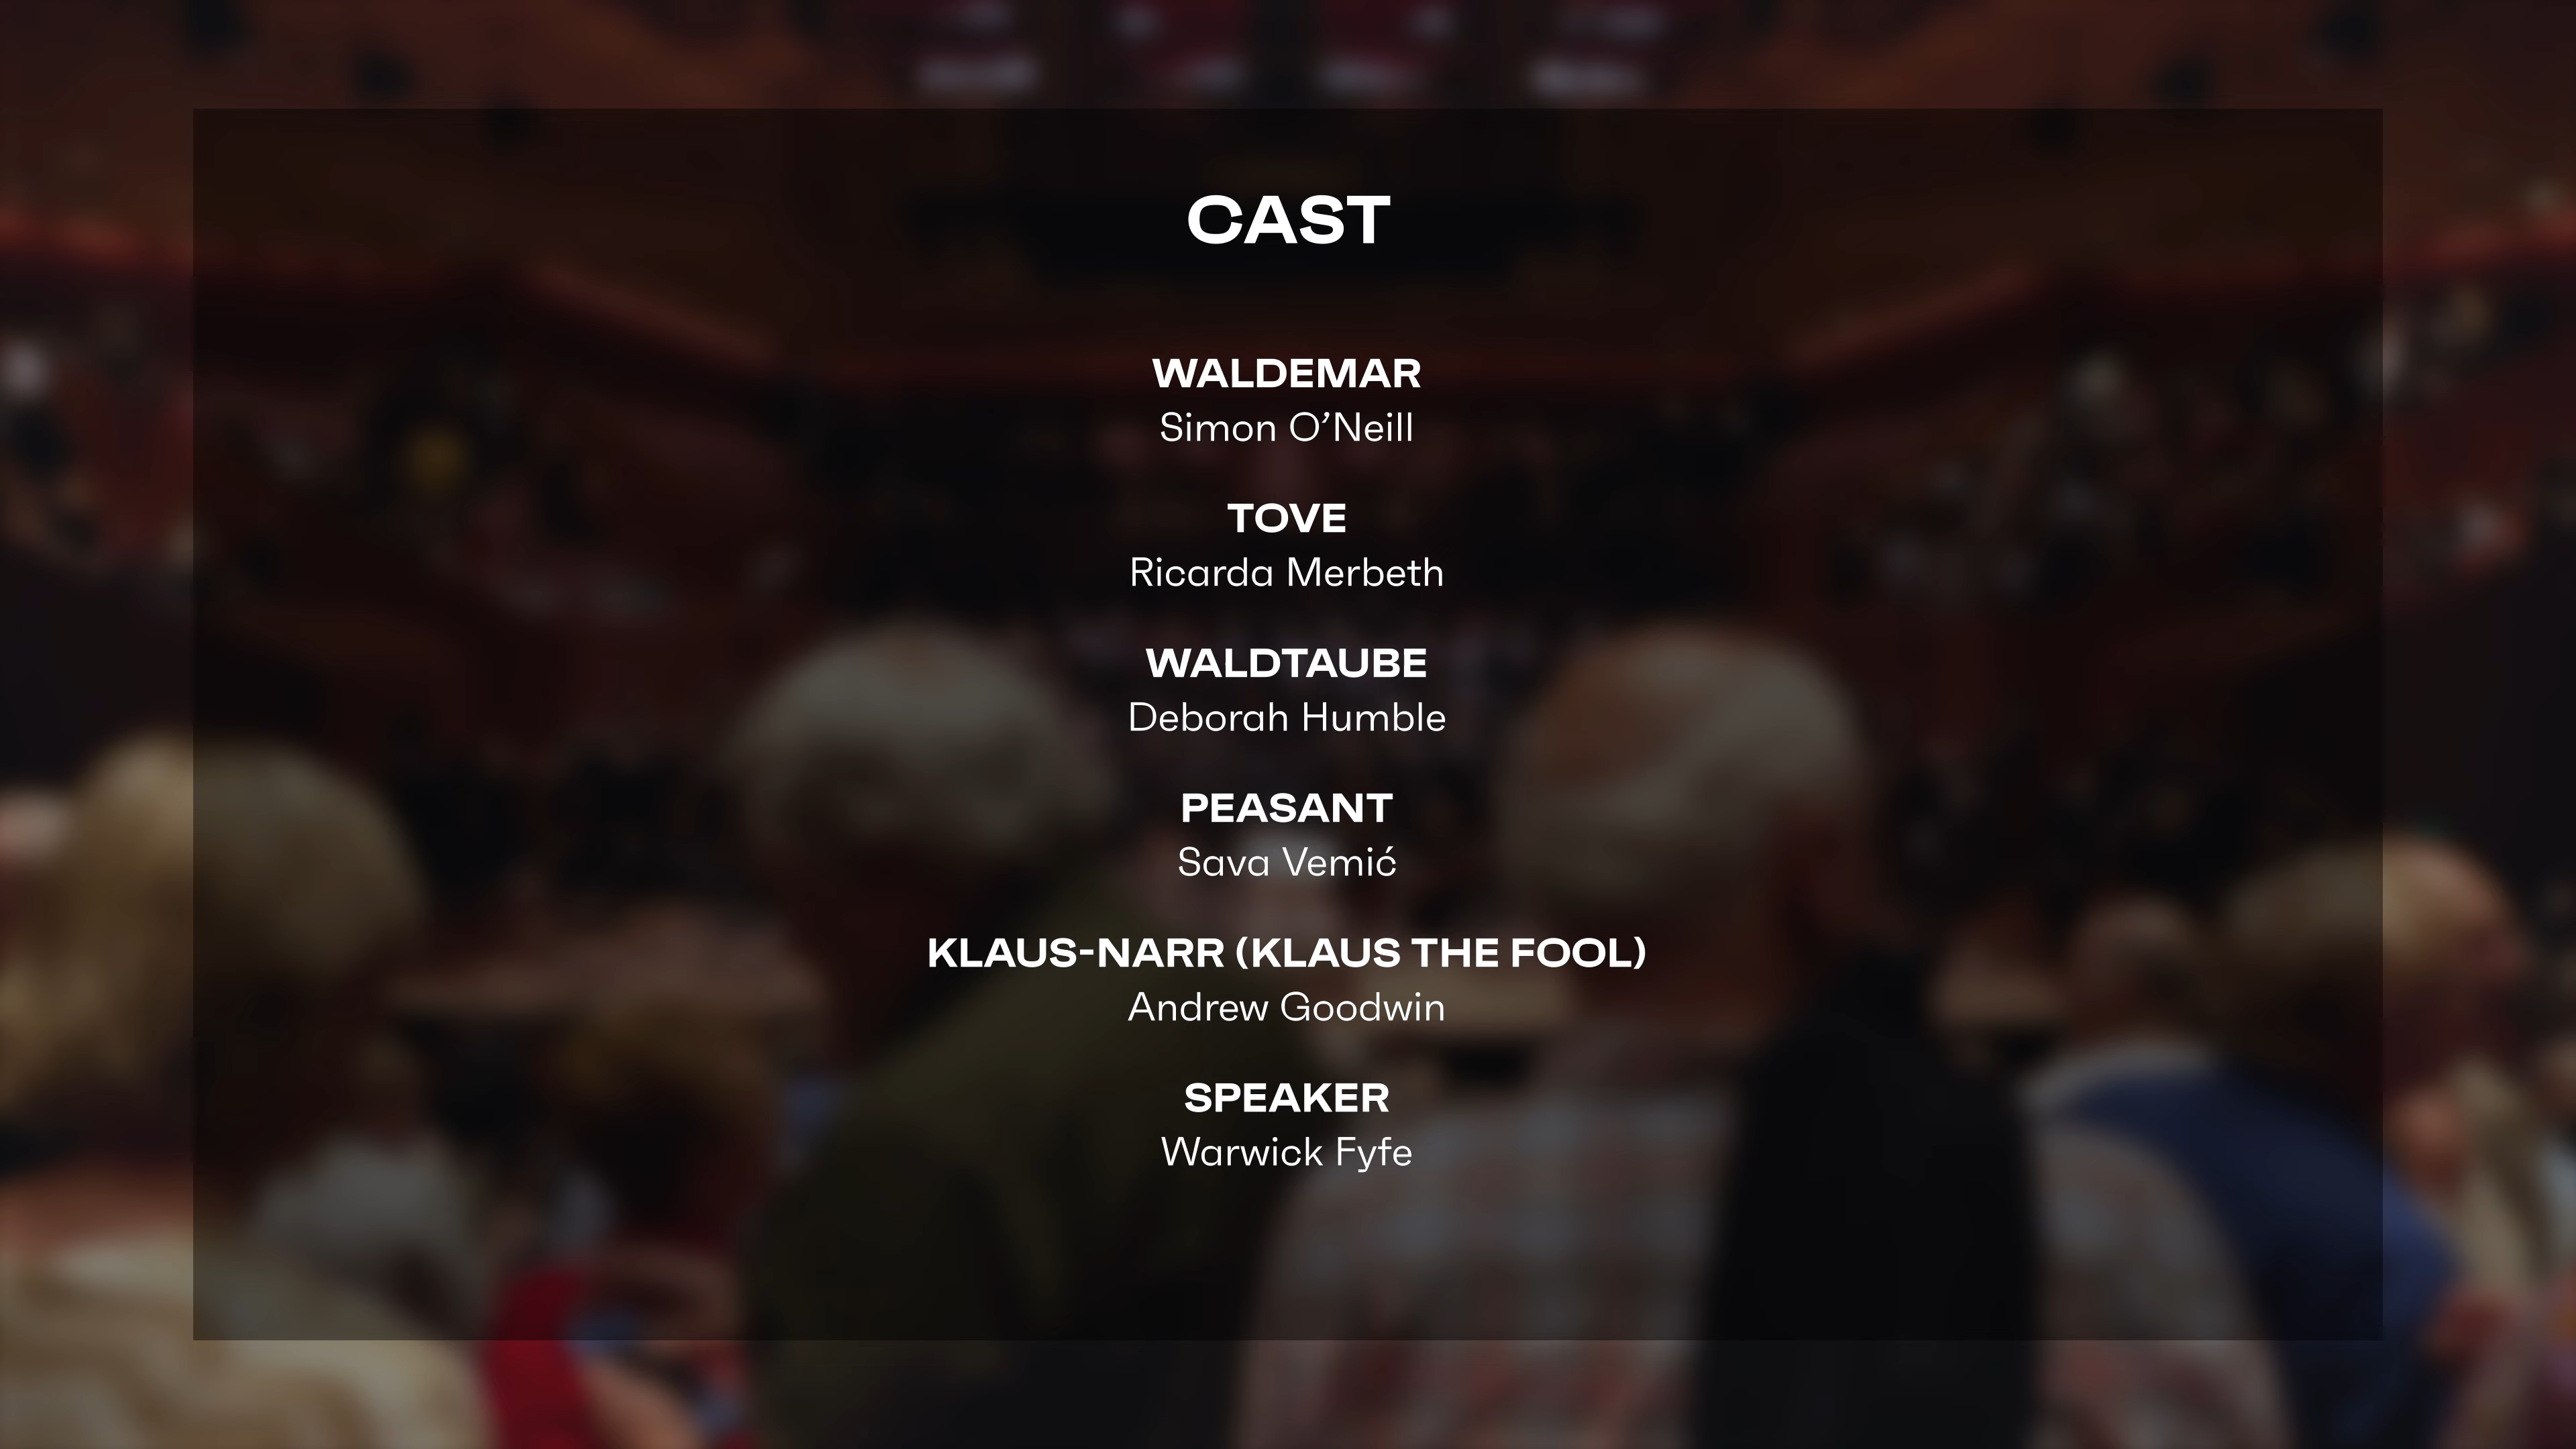 CAST
WALDEMAR
Simon O’Neill
TOVE
Ricarda Merbeth
WALDTAUBE
Deborah Humble
PEASANT
Sava Vemić
KLAUS-NARR (KLAUS THE FOOL)
Andrew Goodwin
SPEAKER
Warwick Fyfe